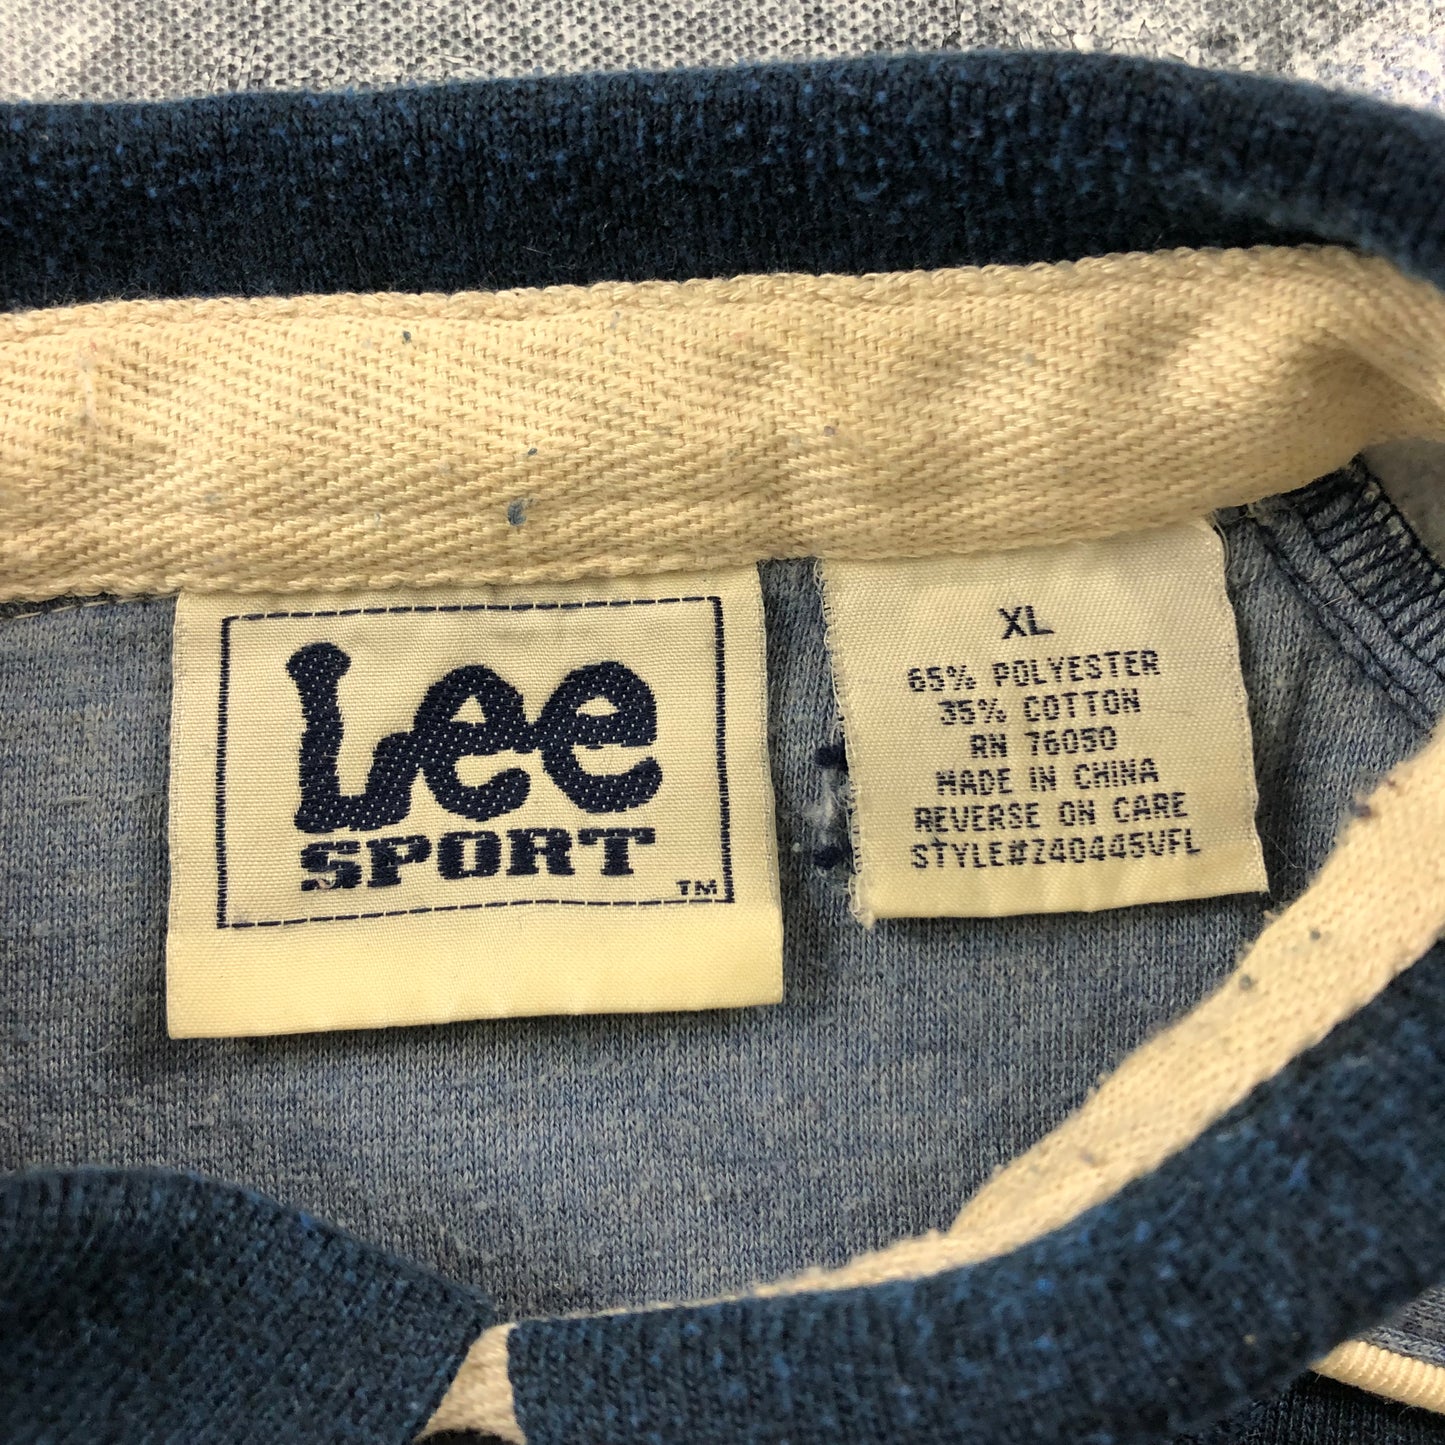 Lee
SPORT
TM
XL
65% POLYESTER
35% COTTON
RN 76050
MADE IN CHINA
REVERSE ON CARE
STYLE#Z40445VFL